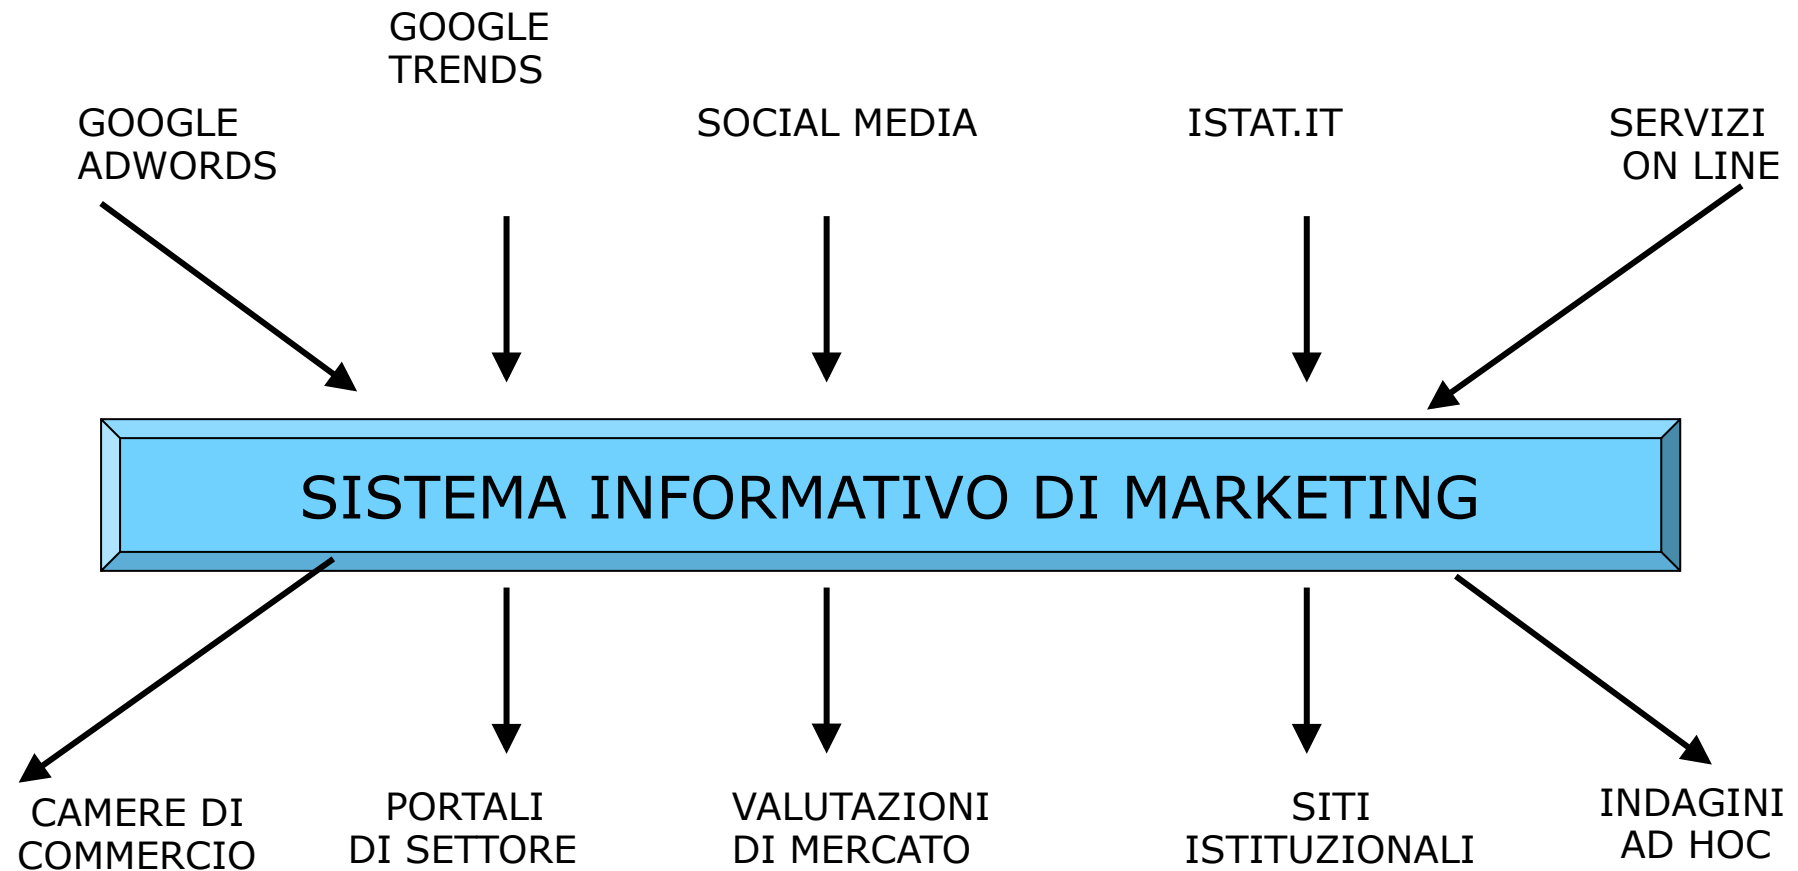 GOOGLE
TRENDS
GOOGLE
ADWORDS
SOCIAL MEDIA
ISTAT.IT
SERVIZI
ON LINE
SISTEMA INFORMATIVO DI MARKETING
CAMERE DI
COMMERCIO
PORTALI
DI SETTORE
VALUTAZIONI
DI MERCATO
SITI
ISTITUZIONALI
INDAGINI
AD HOC